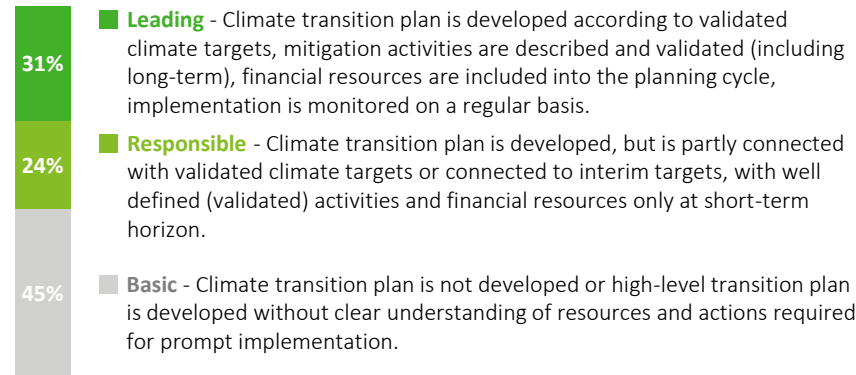 31%
Leading - Climate transition plan is developed according to validated
climate targets, mitigation activities are described and validated (including
long-term), financial resources are included into the planning cycle,
implementation is monitored on a regular basis.
24%
Responsible - Climate transition plan is developed, but is partly connected
with validated climate targets or connected to interim targets, with well
defined (validated) activities and financial resources only at short-term
horizon.
45%
Basic - Climate transition plan is not developed or high-level transition plan
is developed without clear understanding of resources and actions required
for prompt implementation.